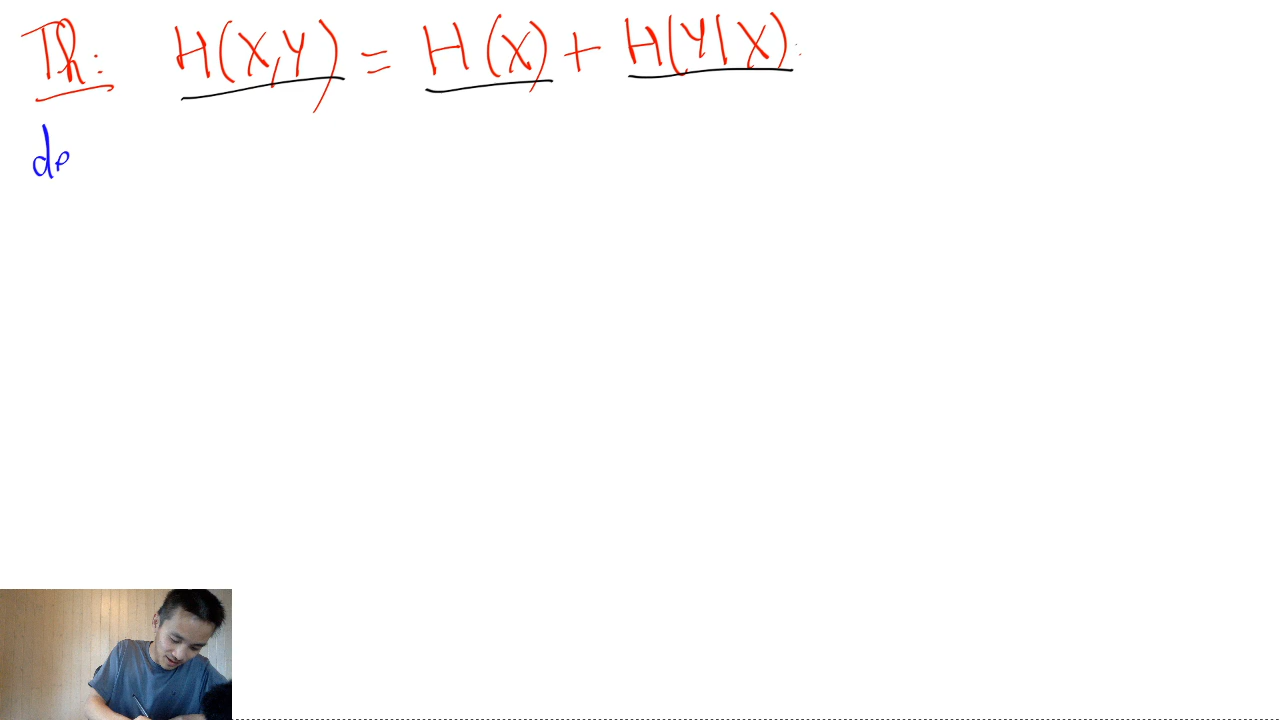 Th: H(X,Y) = H(X) + H(Y|X).
de